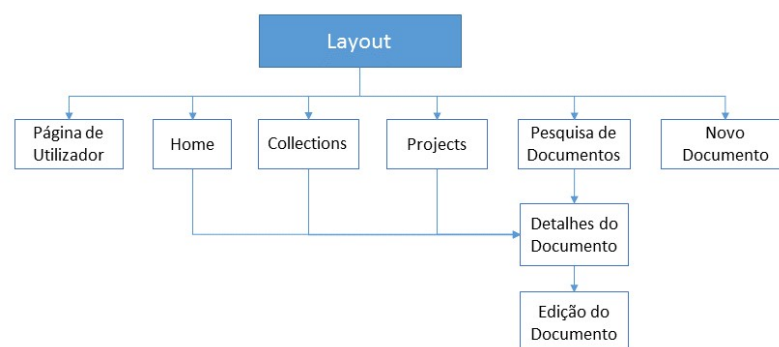 Layout
Página de
Utilizador
Home
Collections
Projects
Pesquisa de
Documentos
Novo
Documento
Detalhes do
Documento
Edição do
Documento